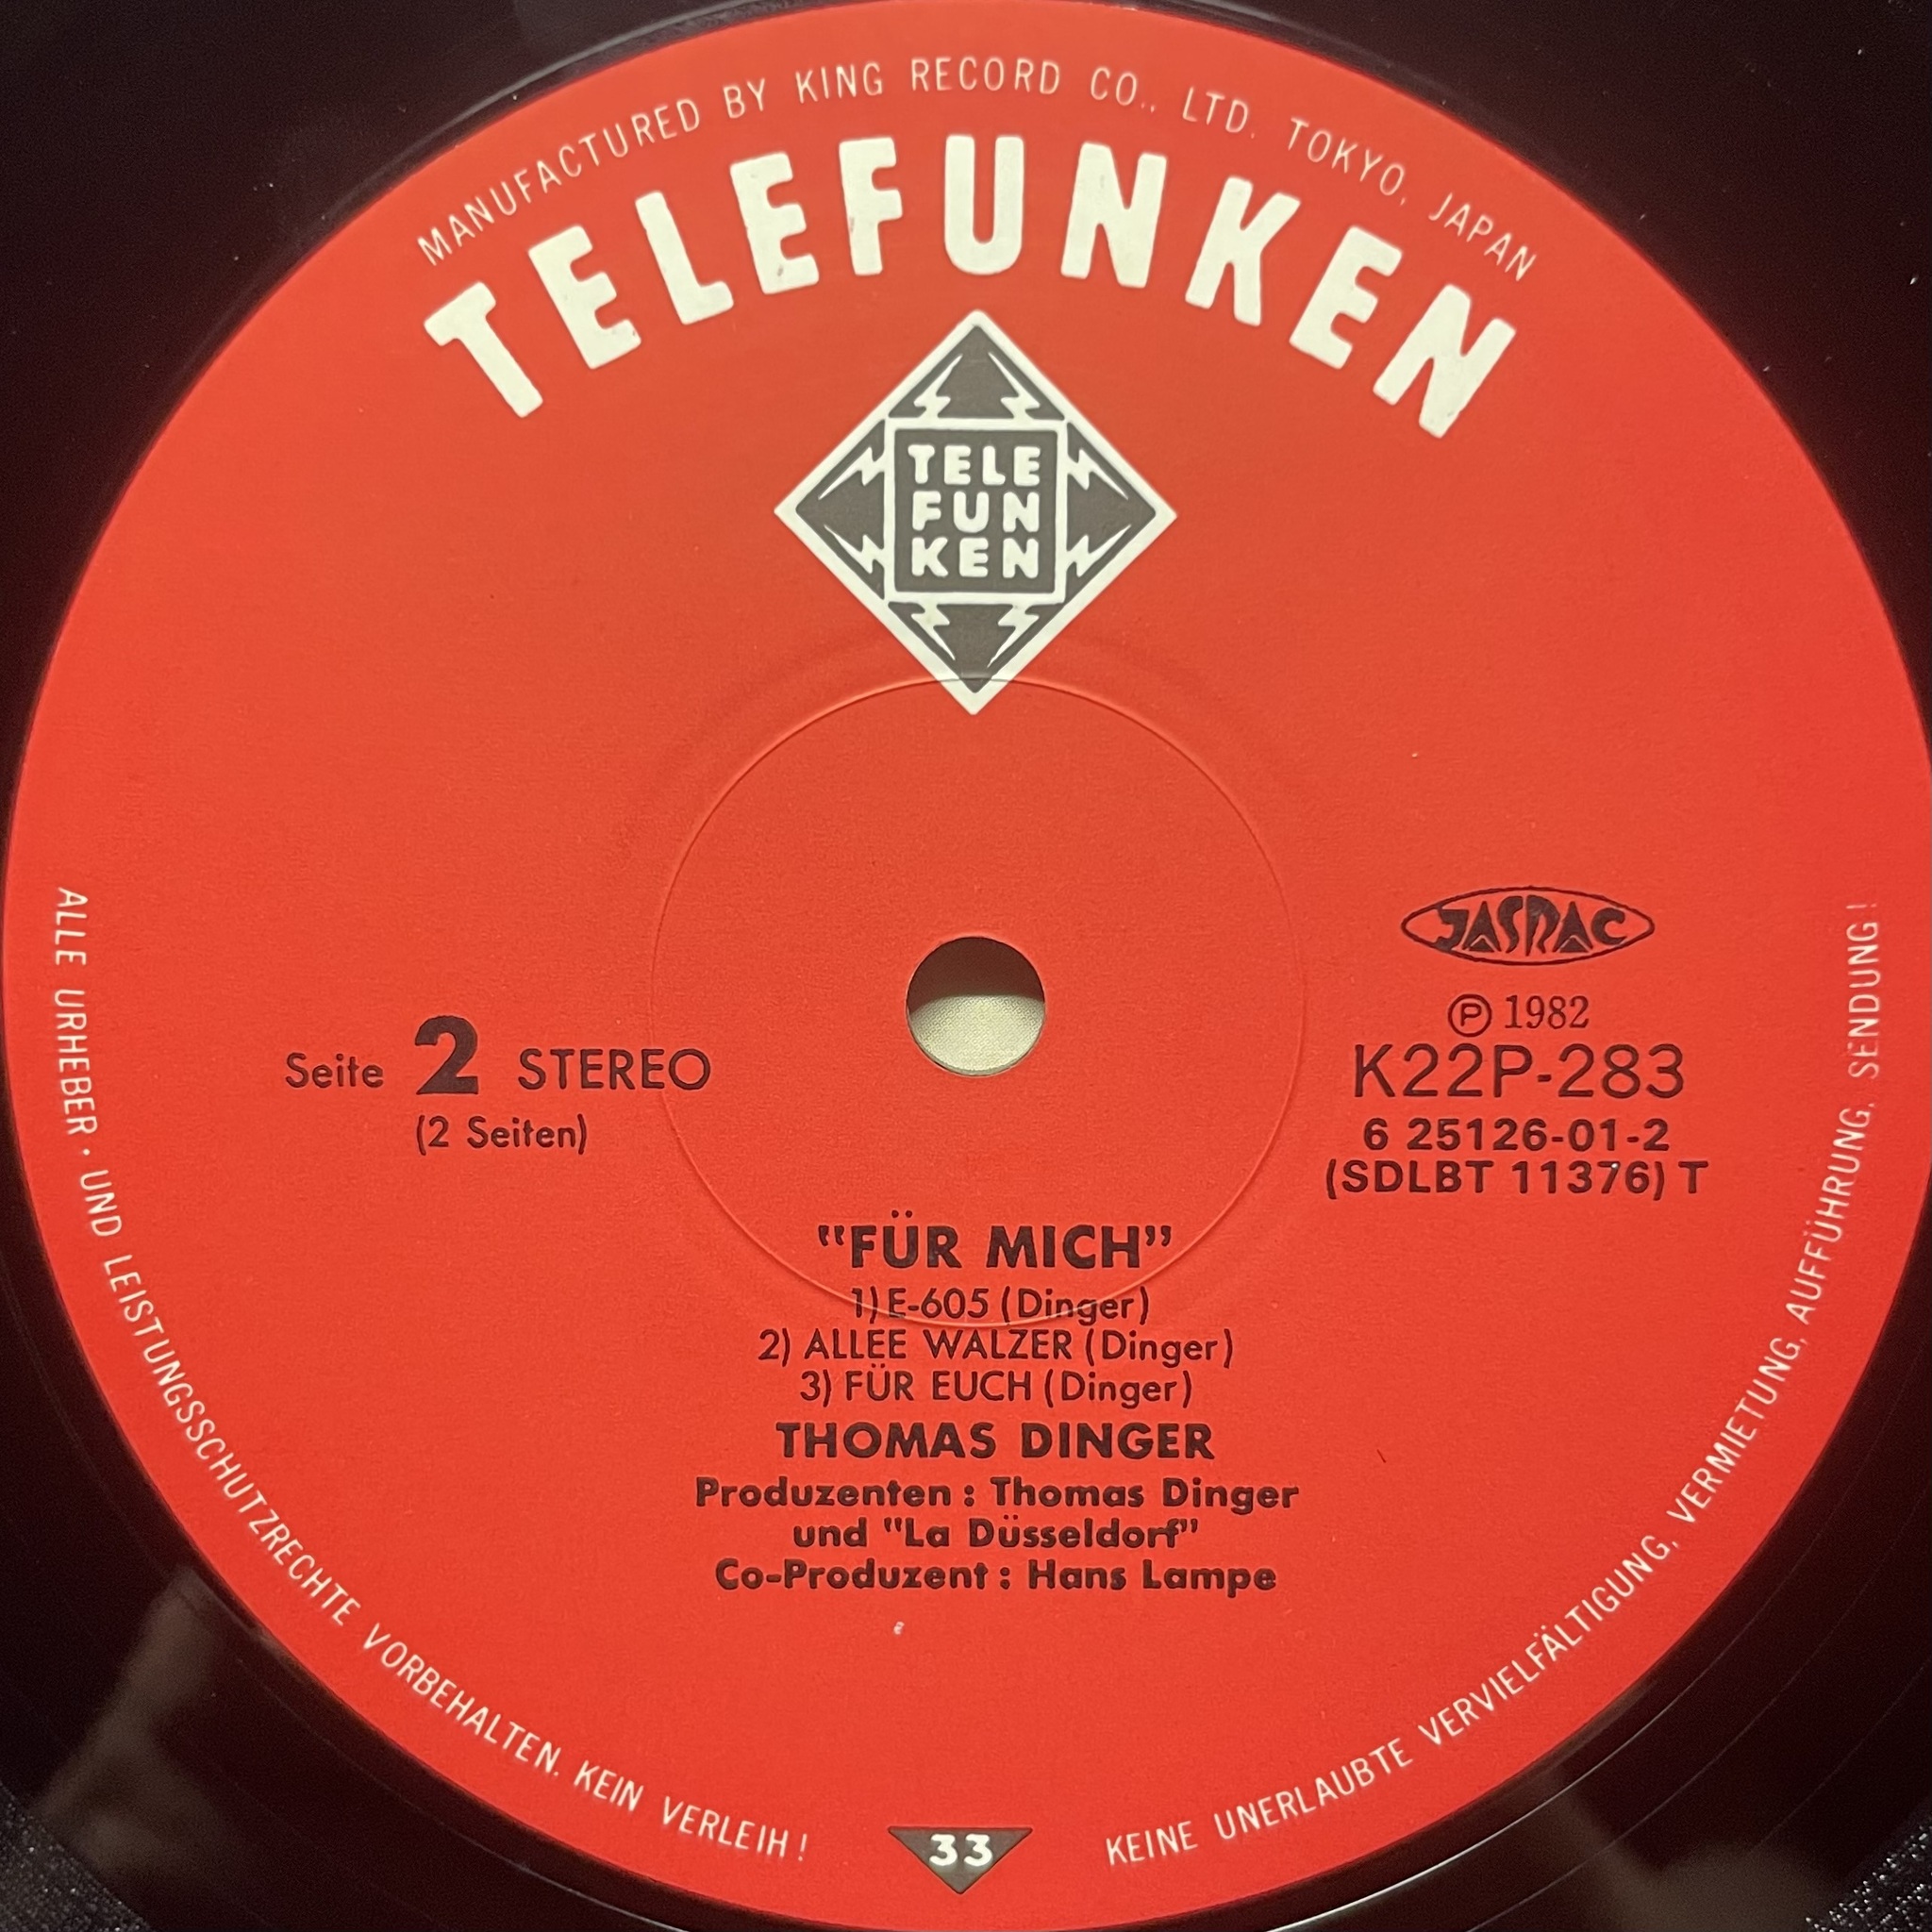 MANUFACTURED BY KING RECORD CO., LTD. TOKYO, JAPAN
TELEFUNKEN
TELE
FUN
KEN
JASRAC
Ⓟ 1982
K22P-283
6 25126-01-2
(SDLBT 11376) T
Seite 2 STEREO
(2 Seiten)
"FÜR MICH"
1) E-605 (Dinger)
2) ALLEE WALZER (Dinger)
3) FÜR EUCH (Dinger)
THOMAS DINGER
Produzenten : Thomas Dinger
und "La Düsseldorf"
Co-Produzent : Hans Lampe
33
ALLE URHEBER · UND LEISTUNGSSCHUTZRECHTE VORBEHALTEN. KEIN VERLEIH !
KEINE UNERLAUBTE VERVIELFÄLTIGUNG, VERMIETUNG, AUFFÜHRUNG, SENDUNG !